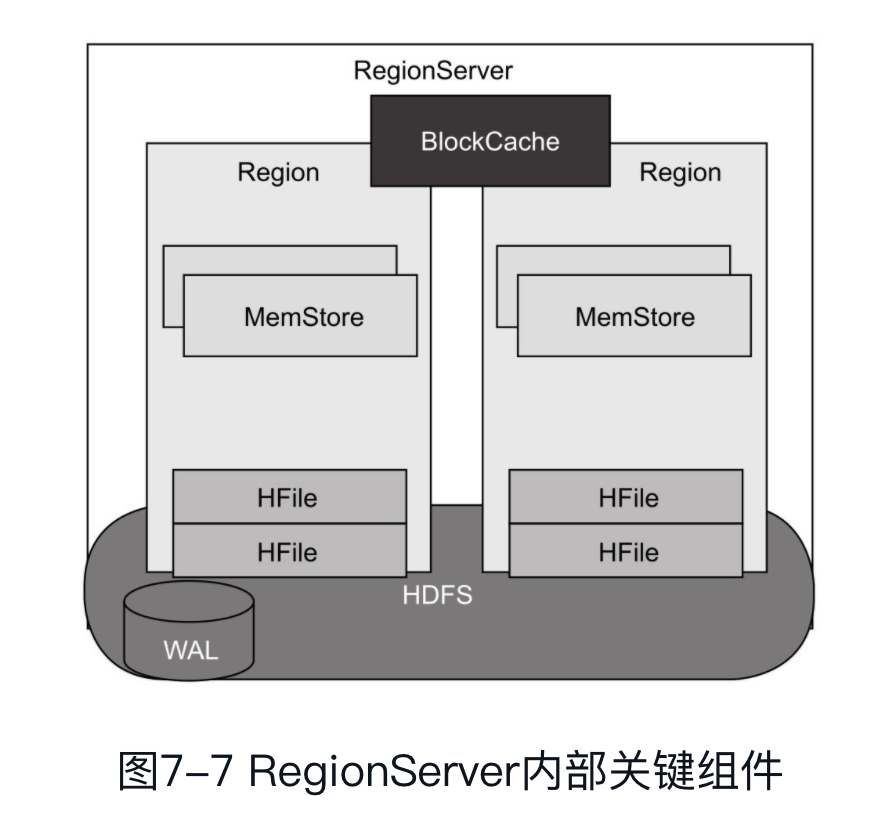 RegionServer
BlockCache
Region
Region
MemStore
MemStore
HFile
HFile
HFile
HFile
HDFS
WAL
图7-7 RegionServer内部关键组件